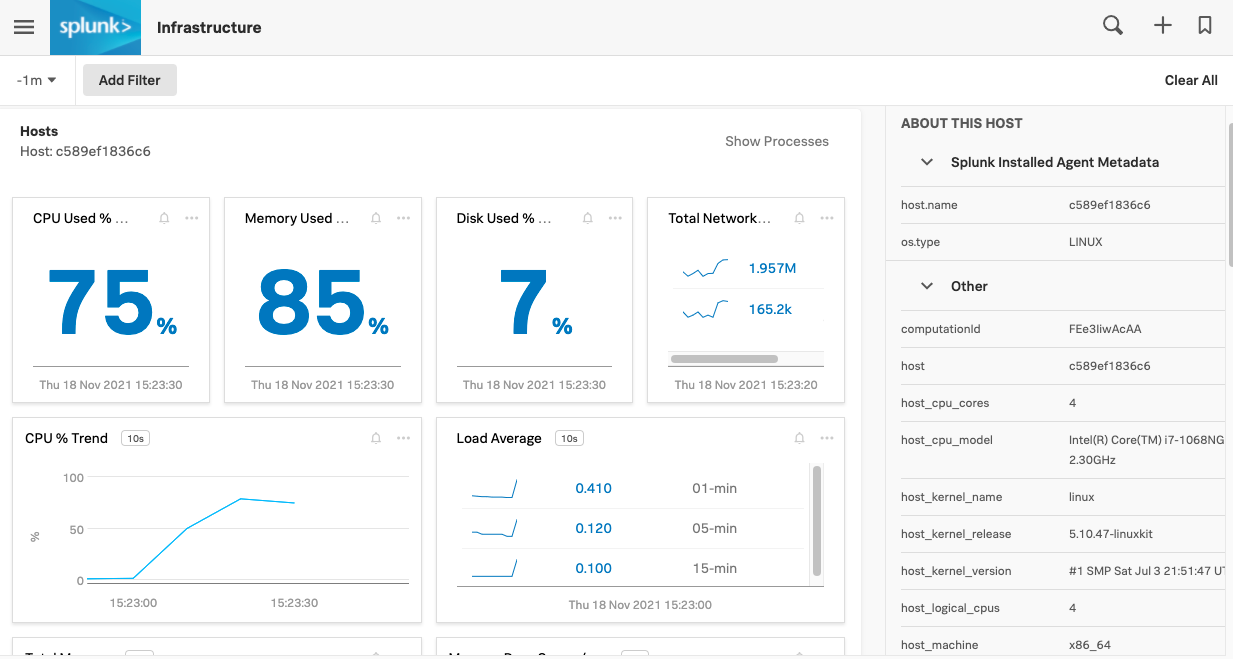 splunk>
Infrastructure
-1m
Add Filter
Clear All
Hosts
Host: c589ef1836c6
Show Processes
CPU Used % ...
75%
Thu 18 Nov 2021 15:23:30
Memory Used ...
85%
Thu 18 Nov 2021 15:23:30
Disk Used % ...
7%
Thu 18 Nov 2021 15:23:30
Total Network...
1.957M
165.2k
Thu 18 Nov 2021 15:23:20
CPU % Trend 10s
100
50
0
%
15:23:00 15:23:30
Load Average 10s
0.410 01-min
0.120 05-min
0.100 15-min
Thu 18 Nov 2021 15:23:00
ABOUT THIS HOST
Splunk Installed Agent Metadata
host.name c589ef1836c6
os.type LINUX
Other
computationId FEe3IiwAcAA
host c589ef1836c6
host_cpu_cores 4
host_cpu_model Intel(R) Core(TM) i7-1068NG
2.30GHz
host_kernel_name linux
host_kernel_release 5.10.47-linuxkit
host_kernel_version #1 SMP Sat Jul 3 21:51:47 UT
host_logical_cpus 4
host_machine x86_64